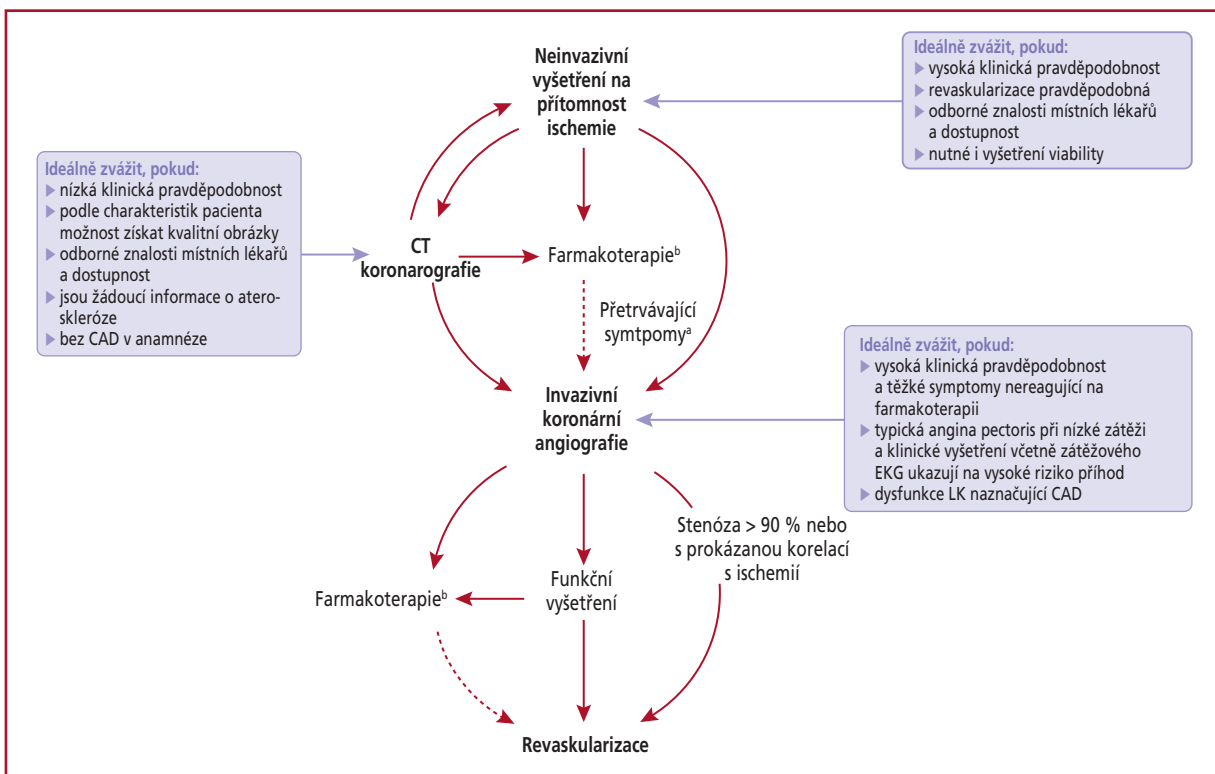 Neinvazivní
vyšetření na
přítomnost
ischemie
Ideálně zvážit, pokud:
▶ vysoká klinická pravděpodobnost
▶ revaskularizace pravděpodobná
▶ odborné znalosti místních lékařů
a dostupnost
▶ nutné i vyšetření viability
Ideálně zvážit, pokud:
▶ nízká klinická pravděpodobnost
▶ podle charakteristik pacienta
možnost získat kvalitní obrázky
▶ odborné znalosti místních lékařů
a dostupnost
▶ jsou žádoucí informace o atero-
skleróze
▶ bez CAD v anamnéze
CT
koronarografie
Farmakoterapieᵇ
Přetrvávající
symtpomyᵃ
Invazivní
koronární
angiografie
Ideálně zvážit, pokud:
▶ vysoká klinická pravděpodobnost
a těžké symptomy nereagující na
farmakoterapii
▶ typická angina pectoris při nízké zátěži
a klinické vyšetření včetně zátěžového
EKG ukazují na vysoké riziko příhod
▶ dysfunkce LK naznačující CAD
Stenóza > 90 % nebo
s prokázanou korelací
s ischemií
Farmakoterapieᵇ
Funkční
vyšetření
Revaskularizace